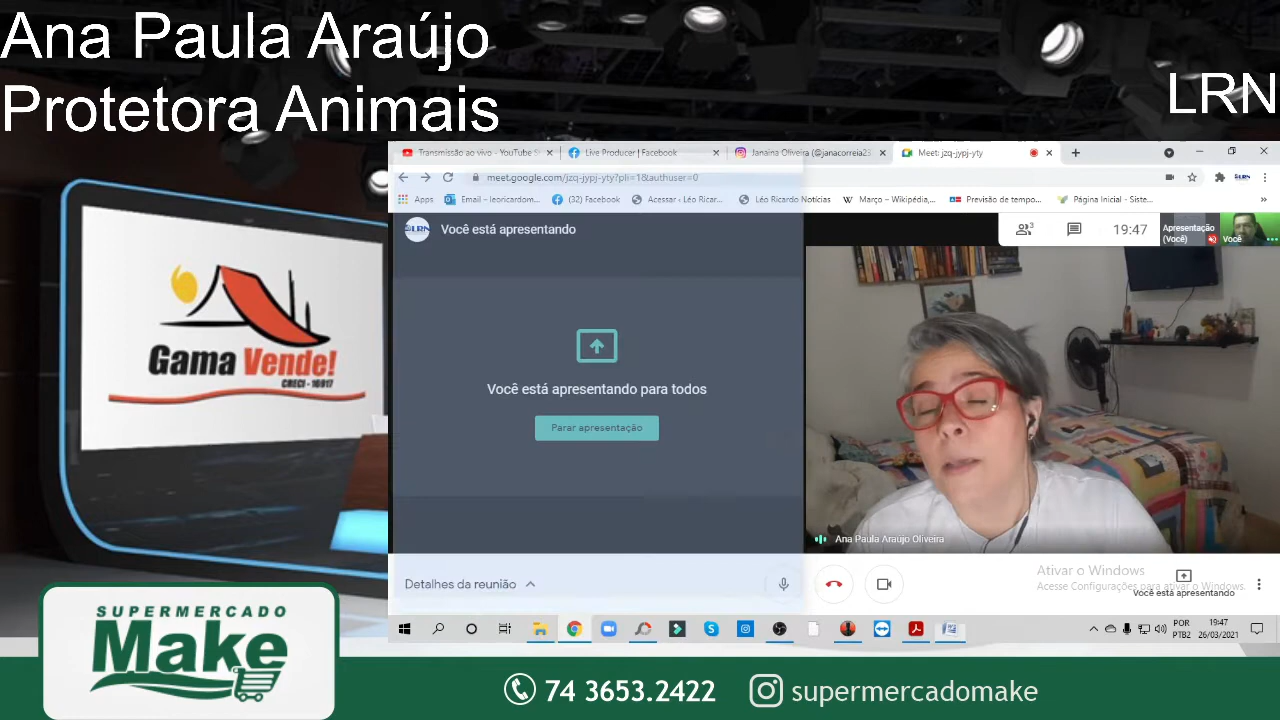 Ana Paula Araújo
Protetora Animais
LRN
Transmissão ao vivo - YouTube S
Live Producer | Facebook
Janaina Oliveira (@janacorreia23
Meet: jzq-jypj-yty
meet.google.com/jzq-jypj-yty?pli=1&authuser=0
Apps
Email – leoricardom...
(32) Facebook
Acessar ‹ Léo Ricar...
Léo Ricardo Notícias
Março – Wikipédia,...
Previsão de tempo...
Página Inicial - Siste...
LRN
Você está apresentando
3
19:47
Apresentação
(Você)
Você
Gama Vende!
CRECI - 16917
Você está apresentando para todos
Parar apresentação
Ana Paula Araújo Oliveira
Detalhes da reunião
Ativar o Windows
Acesse Configurações para ativar o Windows.
Você está apresentando
POR
PTB2
19:47
26/03/2021
SUPERMERCADO
Make
74 3653.2422
supermercadomake